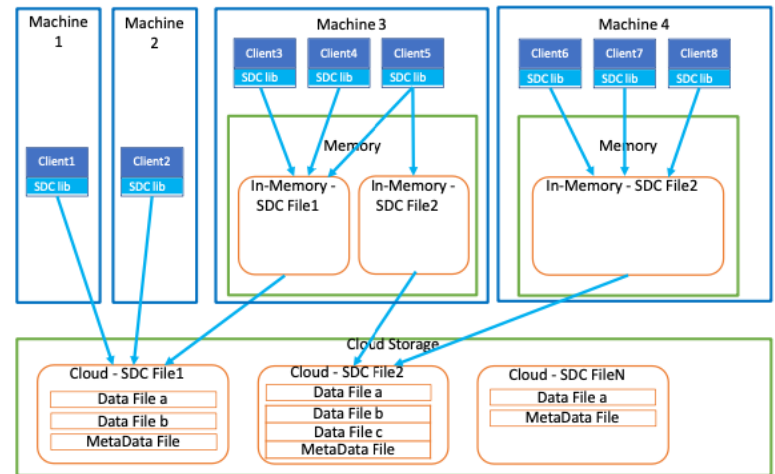 Machine
1
Machine
2
Machine 3
Machine 4
Client3
SDC lib
Client4
SDC lib
Client5
SDC lib
Client6
SDC lib
Client7
SDC lib
Client8
SDC lib
Memory
Memory
Client1
SDC lib
Client2
SDC lib
In-Memory -
SDC File1
In-Memory -
SDC File2
In-Memory - SDC File2
Cloud Storage
Cloud - SDC File1
Data File a
Data File b
MetaData File
Cloud - SDC File2
Data File a
Data File b
Data File c
MetaData File
Cloud - SDC FileN
Data File a
MetaData File